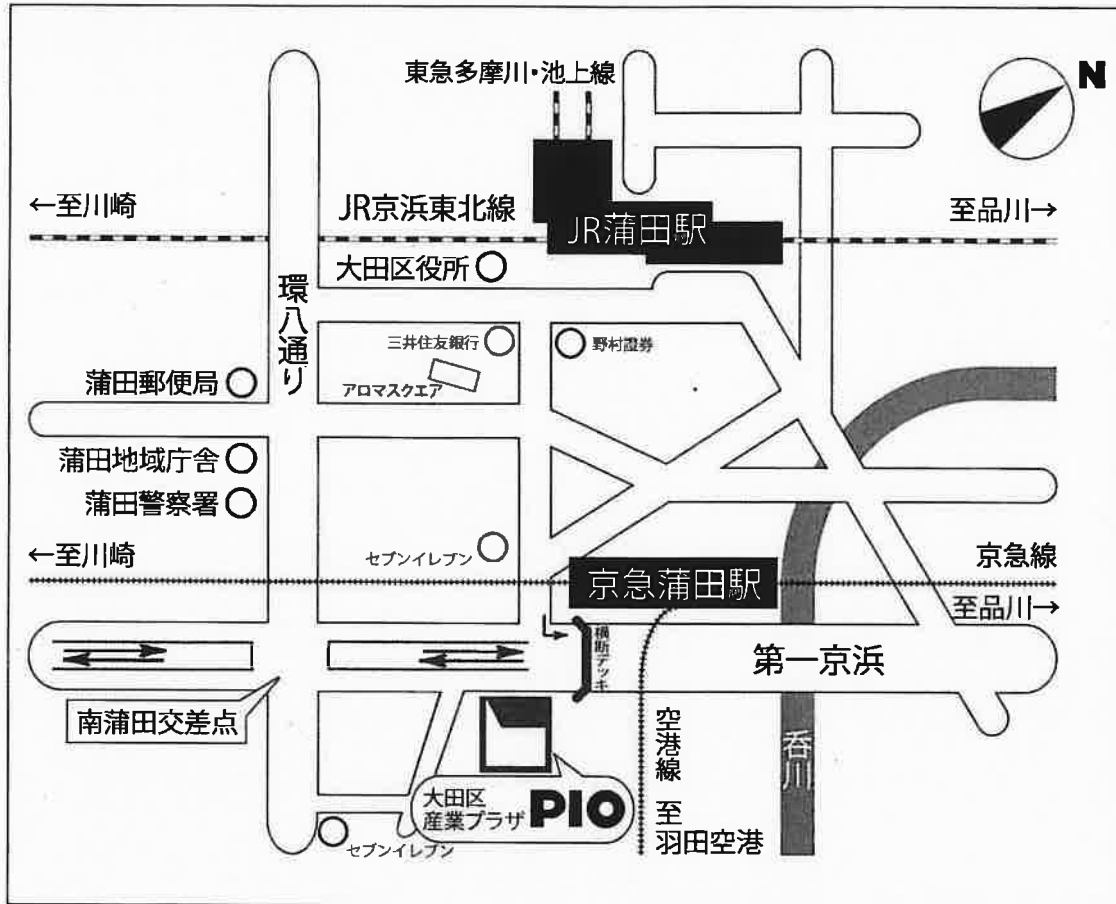 東急多摩川・池上線
N
←至川崎
JR京浜東北線
JR蒲田駅
至品川→
大田区役所
環八通り
三井住友銀行
野村證券
アロマスクエア
蒲田郵便局
蒲田地域庁舎
蒲田警察署
セブンイレブン
←至川崎
京急蒲田駅
京急線
至品川→
横断デッキ
第一京浜
南蒲田交差点
空港線 至
羽田空港
呑川
大田区
産業プラザ PIO
セブンイレブン